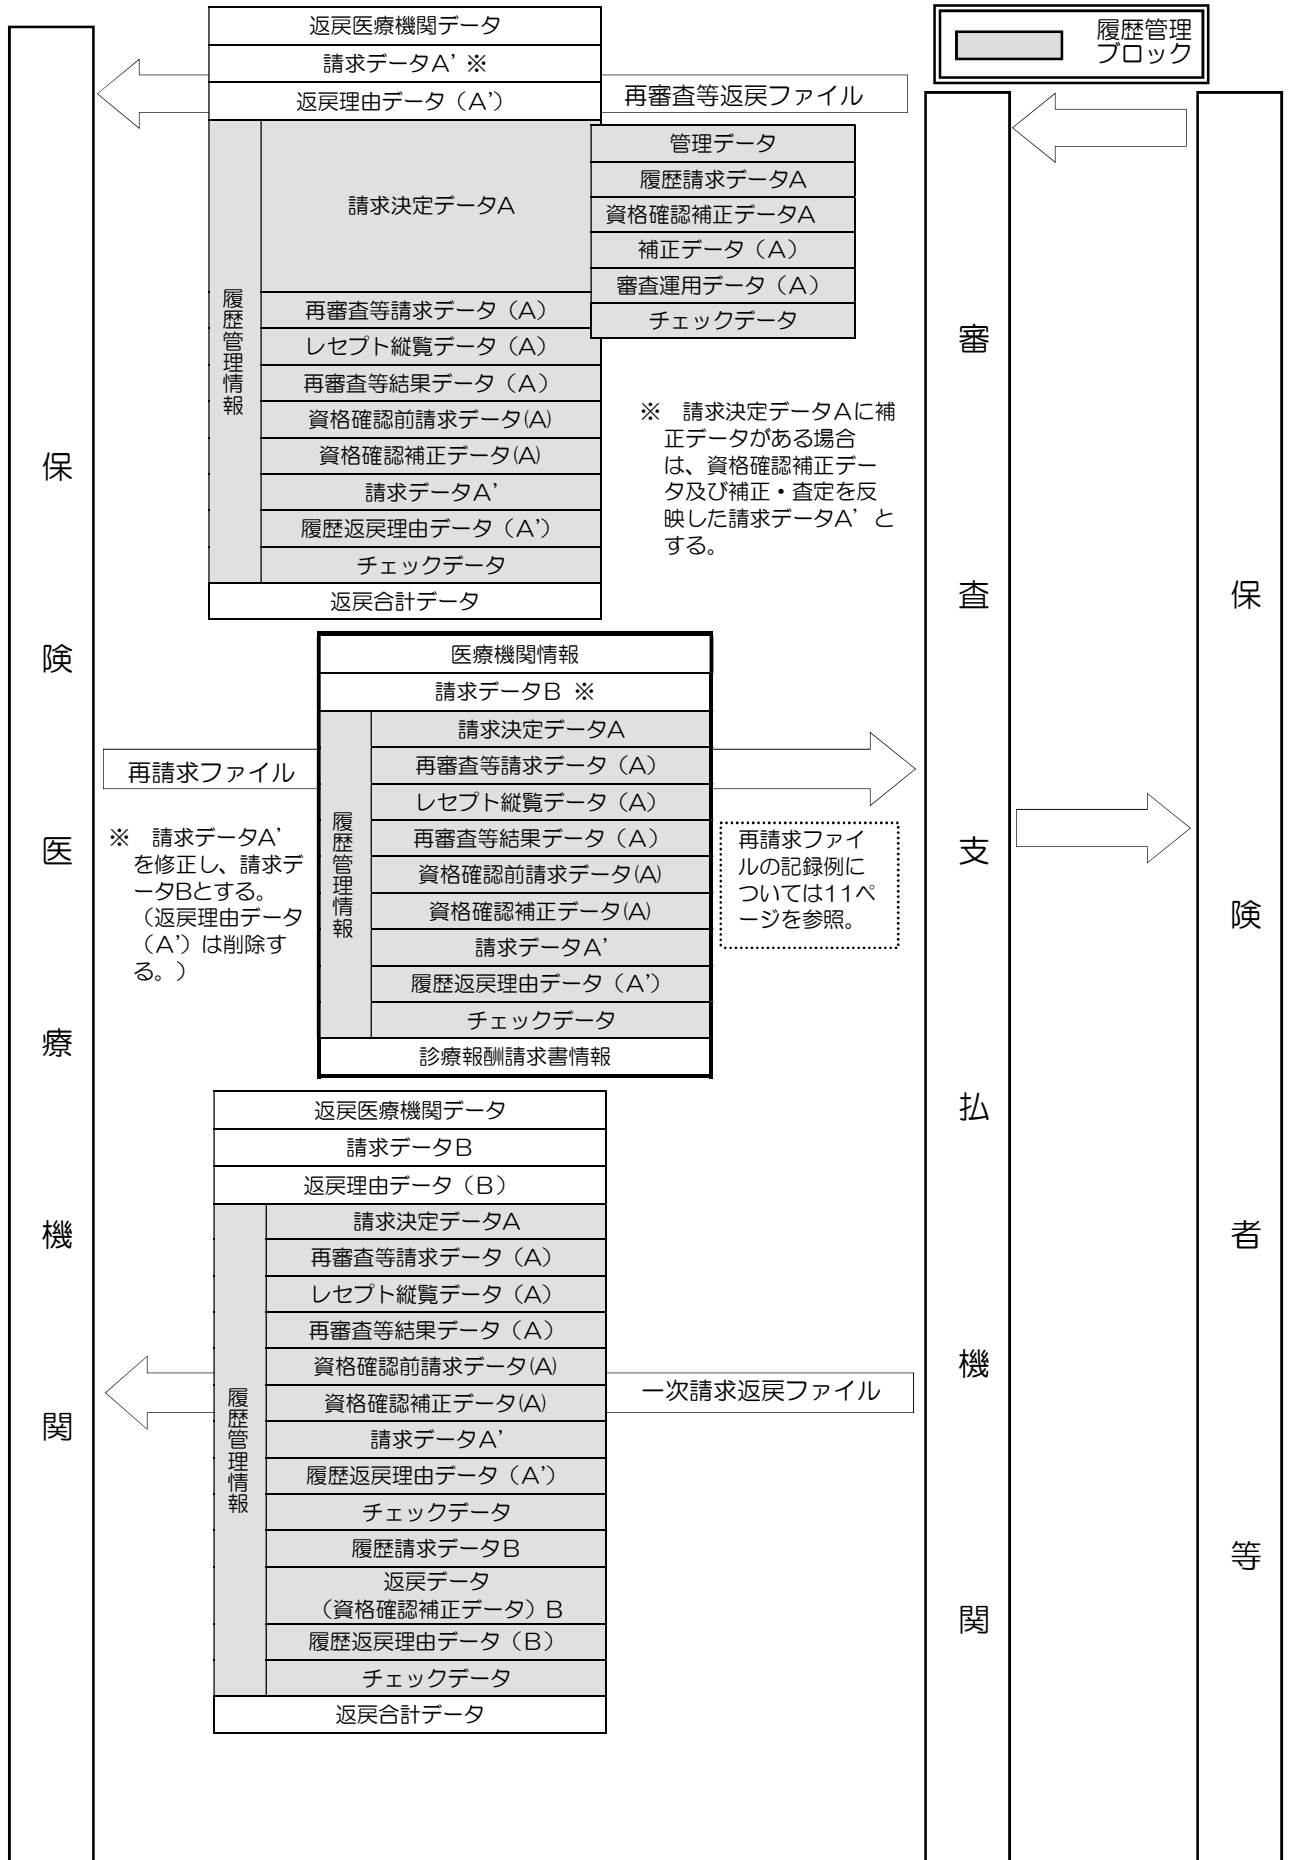 履歴管理
ブロック
保険医療機関
審査支払機関
保険者等
再審査等返戻ファイル
返戻医療機関データ
請求データA’ ※
返戻理由データ（A’）
履歴管理情報
請求決定データA
管理データ
履歴請求データA
資格確認補正データA
補正データ（A）
審査運用データ（A）
チェックデータ
再審査等請求データ（A）
レセプト縦覧データ（A）
再審査等結果データ（A）
資格確認前請求データ(A)
資格確認補正データ(A)
請求データA’
履歴返戻理由データ（A’）
チェックデータ
返戻合計データ
※　請求決定データAに補
正データがある場合
は、資格確認補正デー
タ及び補正・査定を反
映した請求データA’と
する。
再請求ファイル
医療機関情報
請求データB ※
履歴管理情報
請求決定データA
再審査等請求データ（A）
レセプト縦覧データ（A）
再審査等結果データ（A）
資格確認前請求データ(A)
資格確認補正データ(A)
請求データA’
履歴返戻理由データ（A’）
チェックデータ
診療報酬請求書情報
※　請求データA’
を修正し、請求デ
ータBとする。
（返戻理由データ
（A’）は削除す
る。）
再請求ファイ
ルの記録例に
ついては11ペ
ージを参照。
一次請求返戻ファイル
返戻医療機関データ
請求データB
返戻理由データ（B）
履歴管理情報
請求決定データA
再審査等請求データ（A）
レセプト縦覧データ（A）
再審査等結果データ（A）
資格確認前請求データ(A)
資格確認補正データ(A)
請求データA’
履歴返戻理由データ（A’）
チェックデータ
履歴請求データB
返戻データ
（資格確認補正データ）B
履歴返戻理由データ（B）
チェックデータ
返戻合計データ